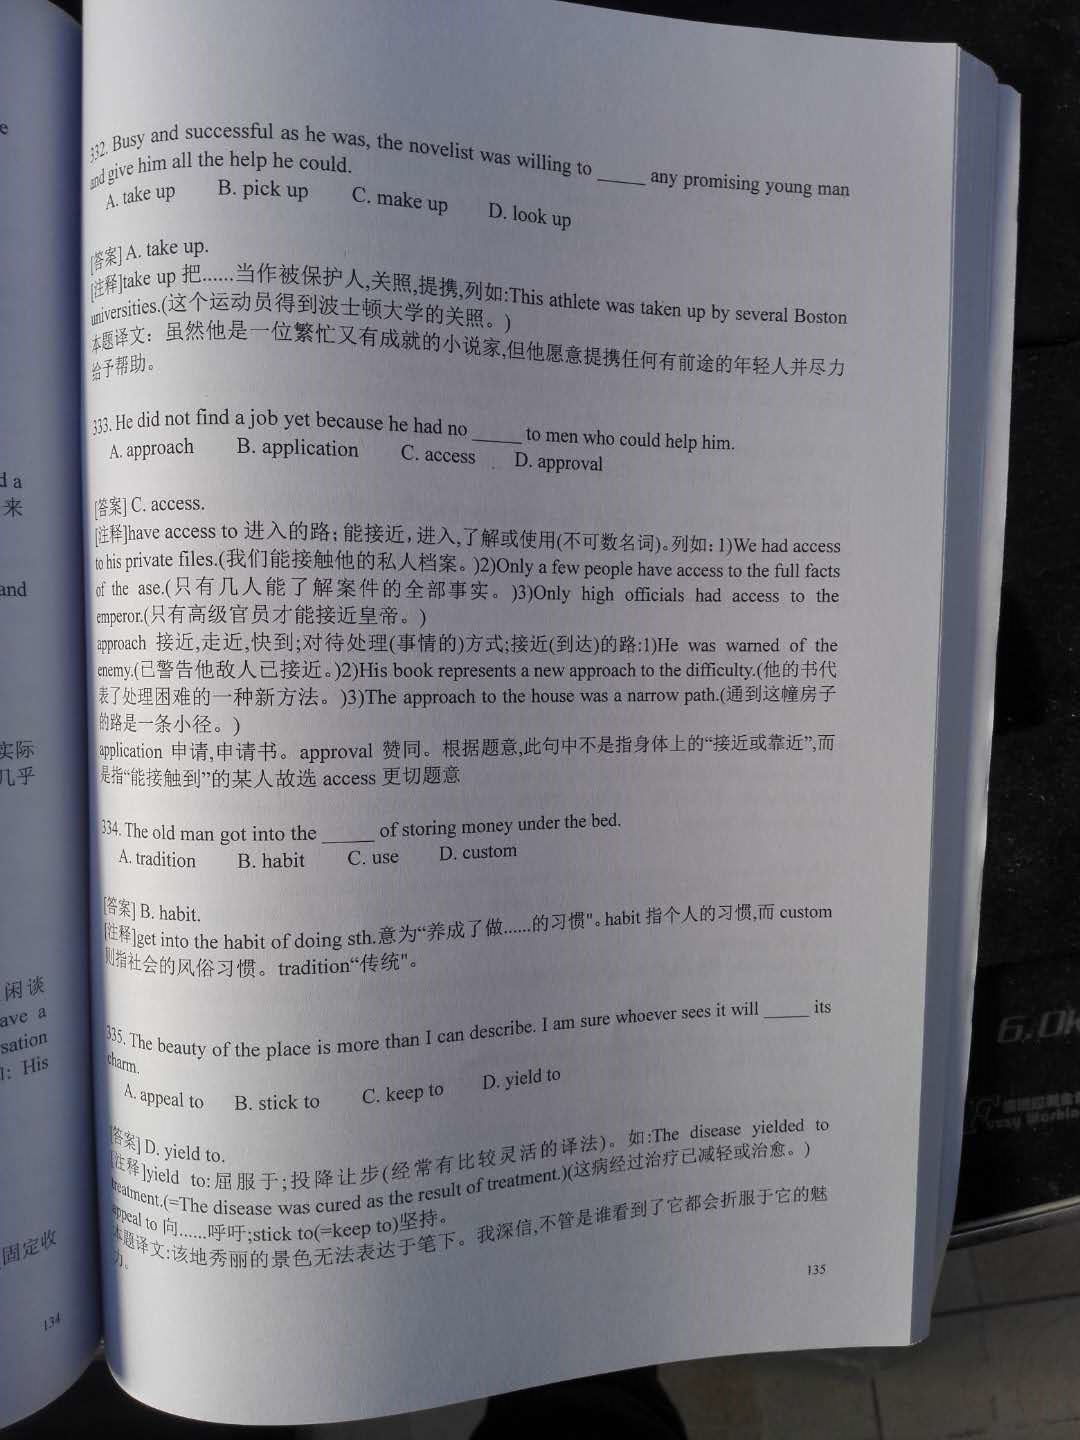 332. Busy and successful as he was, the novelist was willing to _____ any promising young man
and give him all the help he could.
A. take up B. pick up C. make up D. look up
[答案] A. take up.
[注释]take up 把......当作被保护人,关照,提携,列如:This athlete was taken up by several Boston
universities.(这个运动员得到波士顿大学的关照。)
本题译文：虽然他是一位繁忙又有成就的小说家,但他愿意提携任何有前途的年轻人并尽力
给予帮助。
333. He did not find a job yet because he had no _____ to men who could help him.
A. approach B. application C. access D. approval
[答案] C. access.
[注释]have access to 进入的路; 能接近，进入,了解或使用(不可数名词)。列如: 1)We had access
to his private files.(我们能接触他的私人档案。)2)Only a few people have access to the full facts
of the ase.(只有几人能了解案件的全部事实。)3)Only high officials had access to the
emperor.(只有高级官员才能接近皇帝。)
approach 接近,走近,快到;对待处理(事情的)方式;接近(到达)的路:1)He was warned of the
enemy.(已警告他敌人已接近。)2)His book represents a new approach to the difficulty.(他的书代
表了处理困难的一种新方法。)3)The approach to the house was a narrow path.(通到这幢房子
的路是一条小径。)
application 申请,申请书。approval 赞同。根据题意,此句中不是指身体上的“接近或靠近”,而
是指“能接触到”的某人故选 access 更切题意
334. The old man got into the _____ of storing money under the bed.
A. tradition B. habit C. use D. custom
[答案] B. habit.
[注释]get into the habit of doing sth.意为“养成了做......的习惯"。habit 指个人的习惯,而 custom
则指社会的风俗习惯。tradition“传统"。
335. The beauty of the place is more than I can describe. I am sure whoever sees it will _____ its
charm.
A. appeal to B. stick to C. keep to D. yield to
[答案] D. yield to.
[注释]yield to:屈服于;投降让步(经常有比较灵活的译法)。如:The disease yielded to
treatment.(=The disease was cured as the result of treatment.)(这病经过治疗已减轻或治愈。)
appeal to 向......呼吁;stick to(=keep to)坚持。
本题译文:该地秀丽的景色无法表达于笔下。我深信,不管是谁看到了它都会折服于它的魅
力。
135
e
d a
来
and
实际
几乎
闲谈
ave a
sation
l: His
固定收
134
6.0k